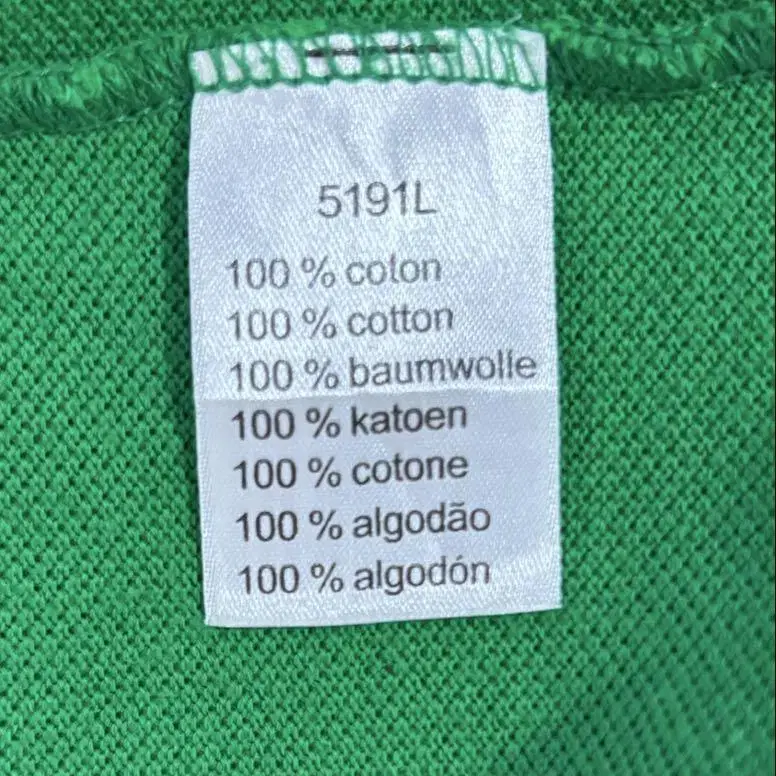 5191L
100 % coton
100 % cotton
100 % baumwolle
100 % katoen
100 % cotone
100 % algodão
100 % algodón